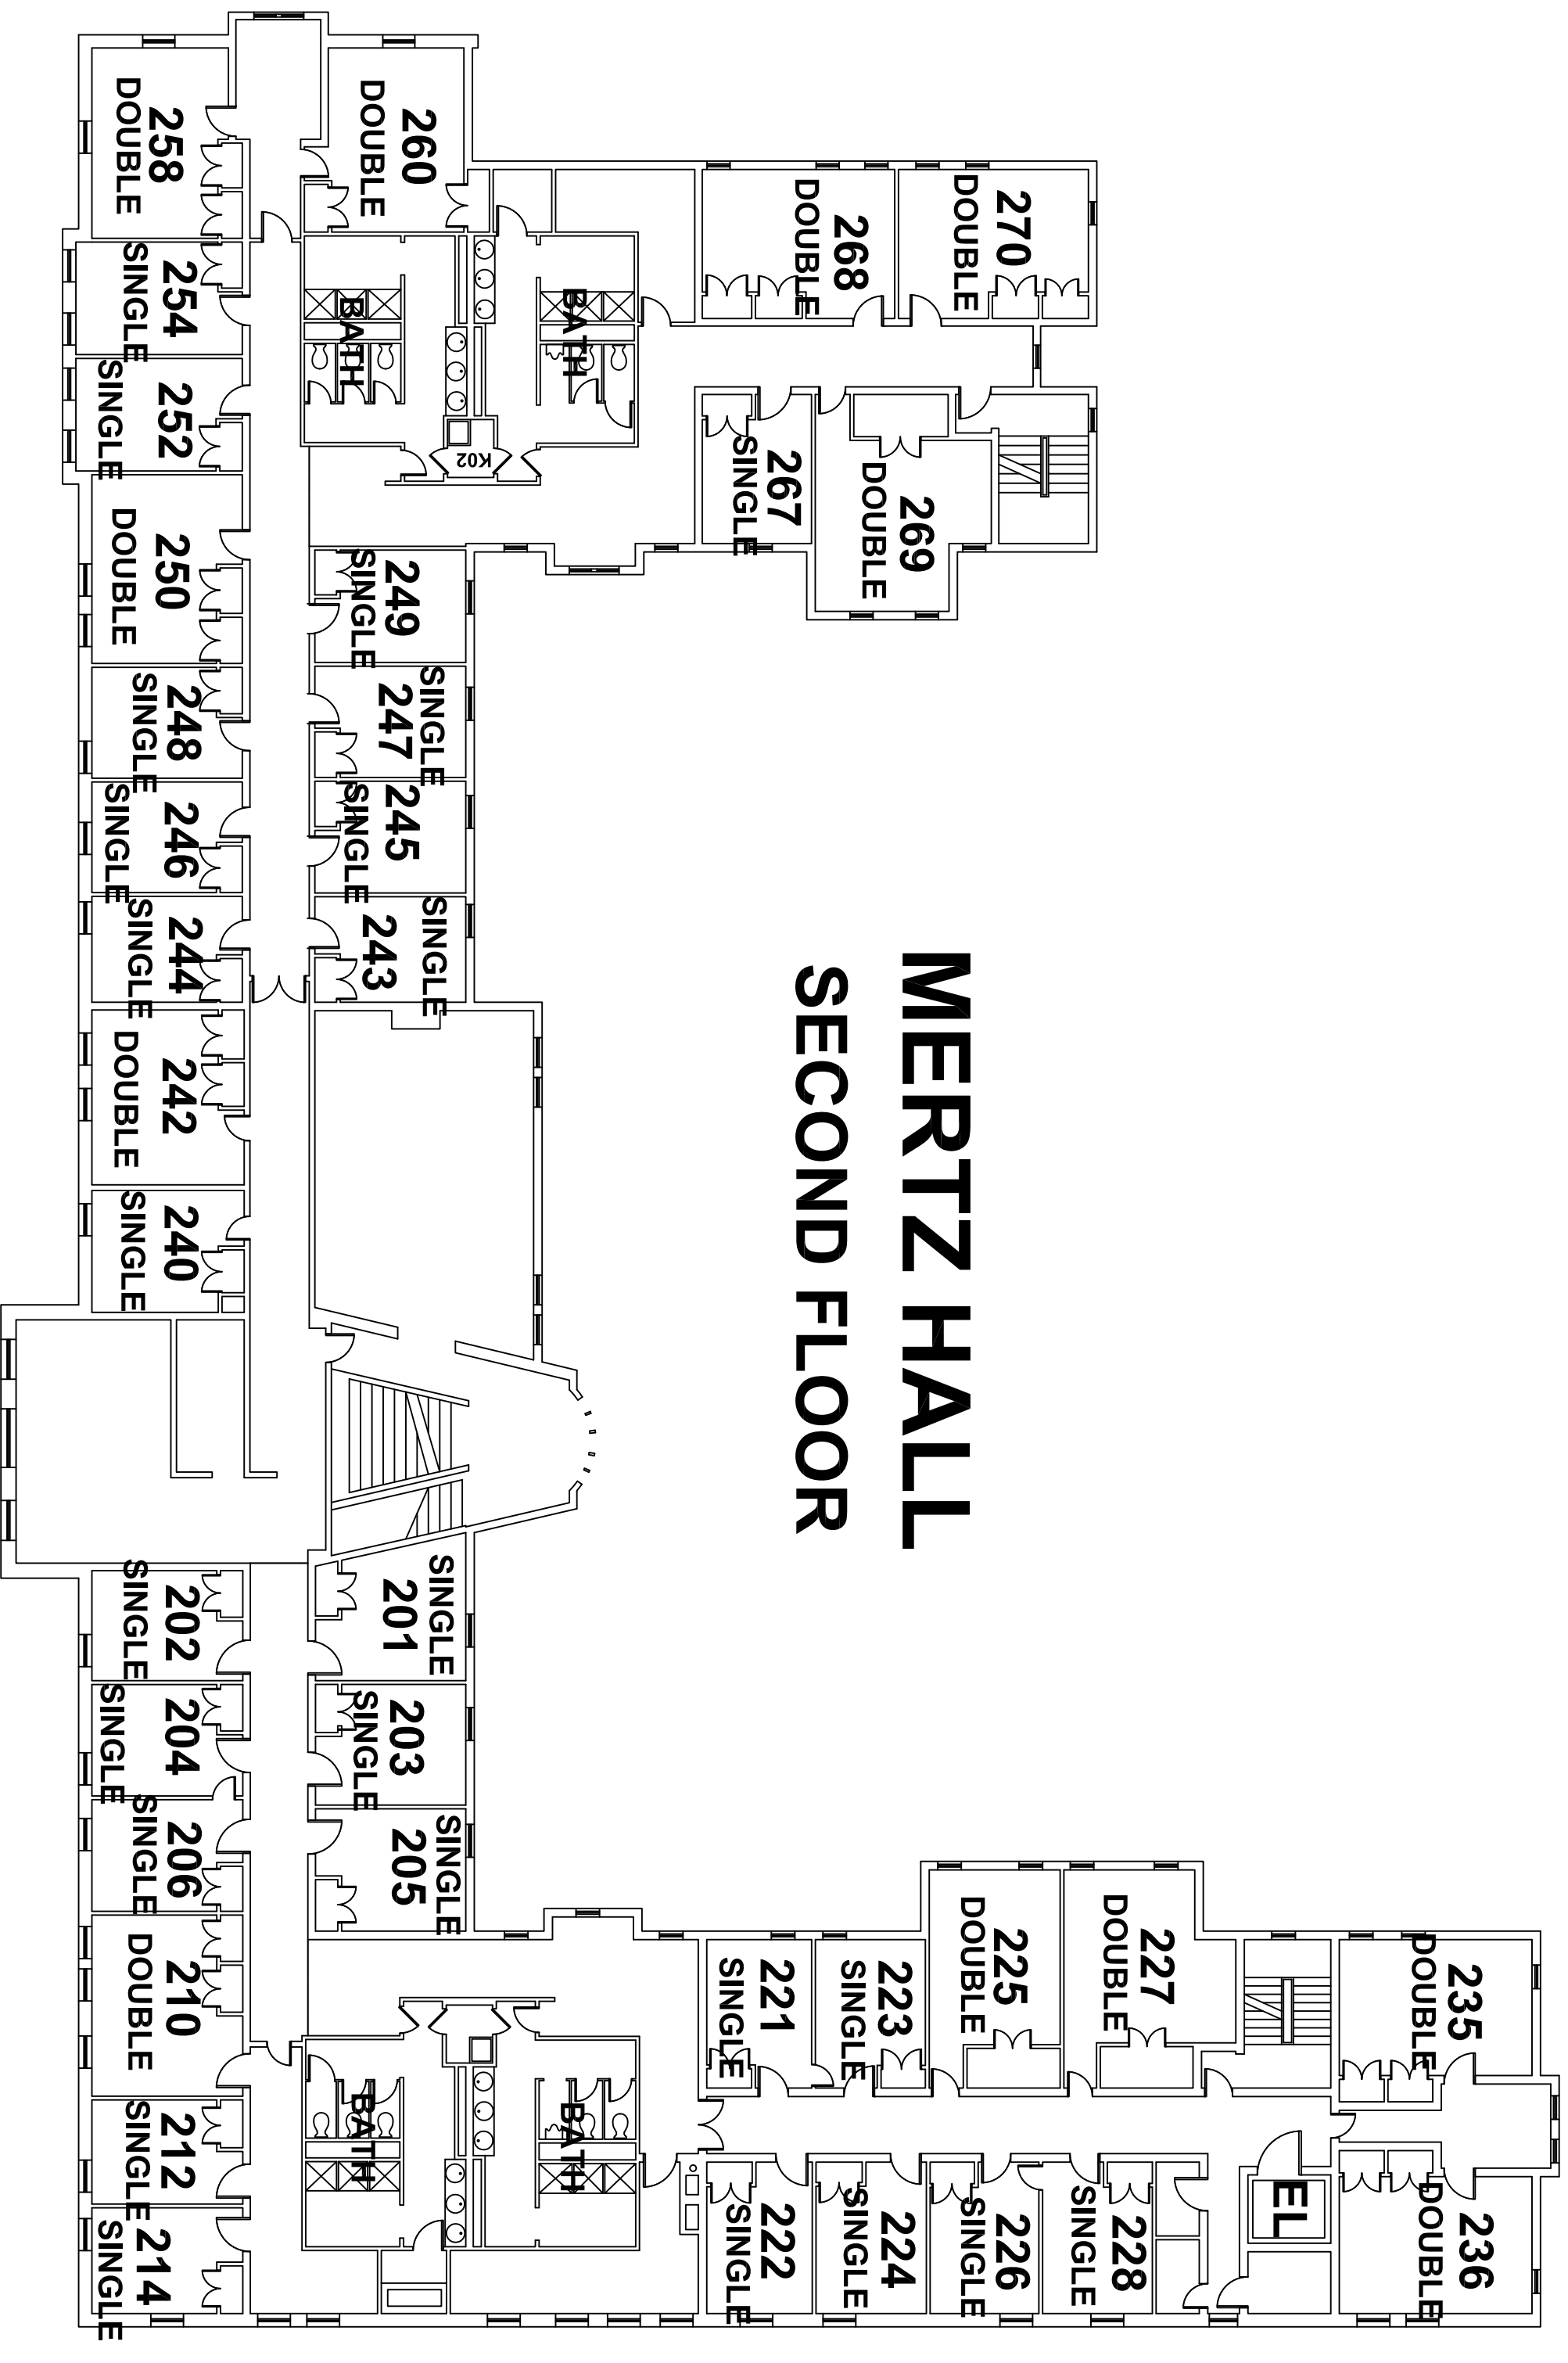 MERTZ HALL
SECOND FLOOR
258
DOUBLE
260
DOUBLE
254
SINGLE
252
SINGLE
250
DOUBLE
248
SINGLE
246
SINGLE
244
SINGLE
242
DOUBLE
240
SINGLE
BATH
BATH
K02
268
DOUBLE
270
DOUBLE
267
SINGLE
269
DOUBLE
249
SINGLE
SINGLE
247
245
SINGLE
SINGLE
243
202
SINGLE
204
SINGLE
206
SINGLE
210
DOUBLE
212
SINGLE
214
SINGLE
SINGLE
201
203
SINGLE
SINGLE
205
BATH
BATH
221
SINGLE
223
SINGLE
225
DOUBLE
227
DOUBLE
235
DOUBLE
222
SINGLE
224
SINGLE
226
SINGLE
228
SINGLE
EL
236
DOUBLE